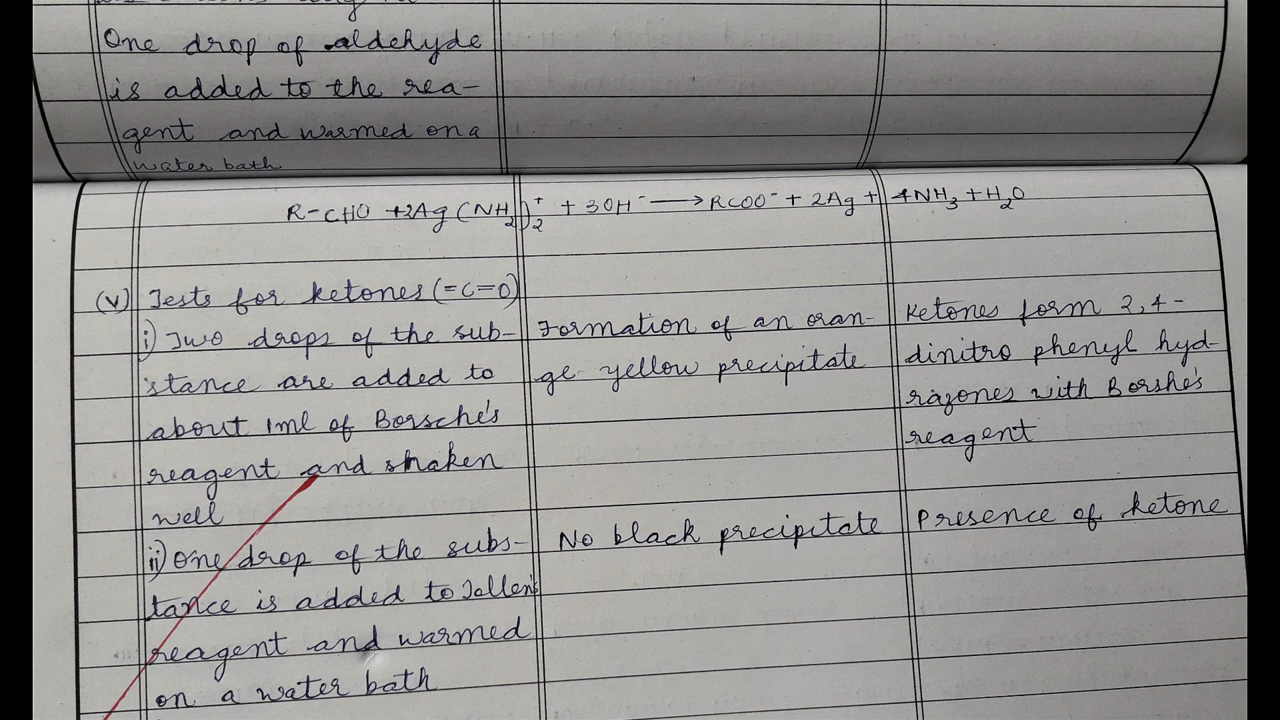 One drop of aldehyde
is added to the rea-
gent and warmed on a
water bath
R-CHO + 2Ag(NH2)2+ + 3OH- → RCOO- + 2Ag + 4NH3 + H2O
(v) Tests for ketones (=C=O)
i) Two drops of the sub-
stance are added to
about 1ml of Borsche's
reagent and shaken
well
Formation of an oran-
ge yellow precipitate
Ketones form 2,4-
dinitro phenyl hyd-
razones with Borshe's
reagent
ii) One drop of the subs-
tance is added to Tollen's
reagent and warmed
on a water bath
No black precipitate
Presence of ketone